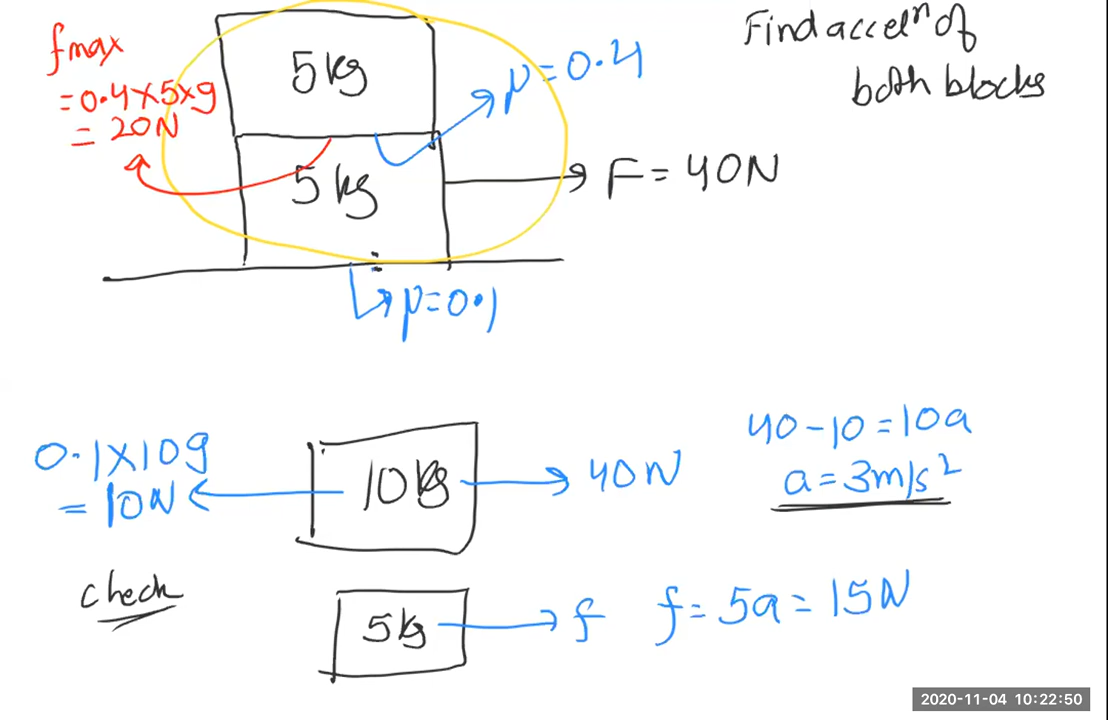 Find accelⁿ of
both blocks
fmax
= 0.4×5×g
= 20N
5kg
μ=0.4
5kg
F = 40N
μ=0.1
0.1×10g
= 10N
10kg
40N
40-10=10a
a=3m/s²
check
5kg
f
f= 5a= 15N
2020-11-04 10:22:50